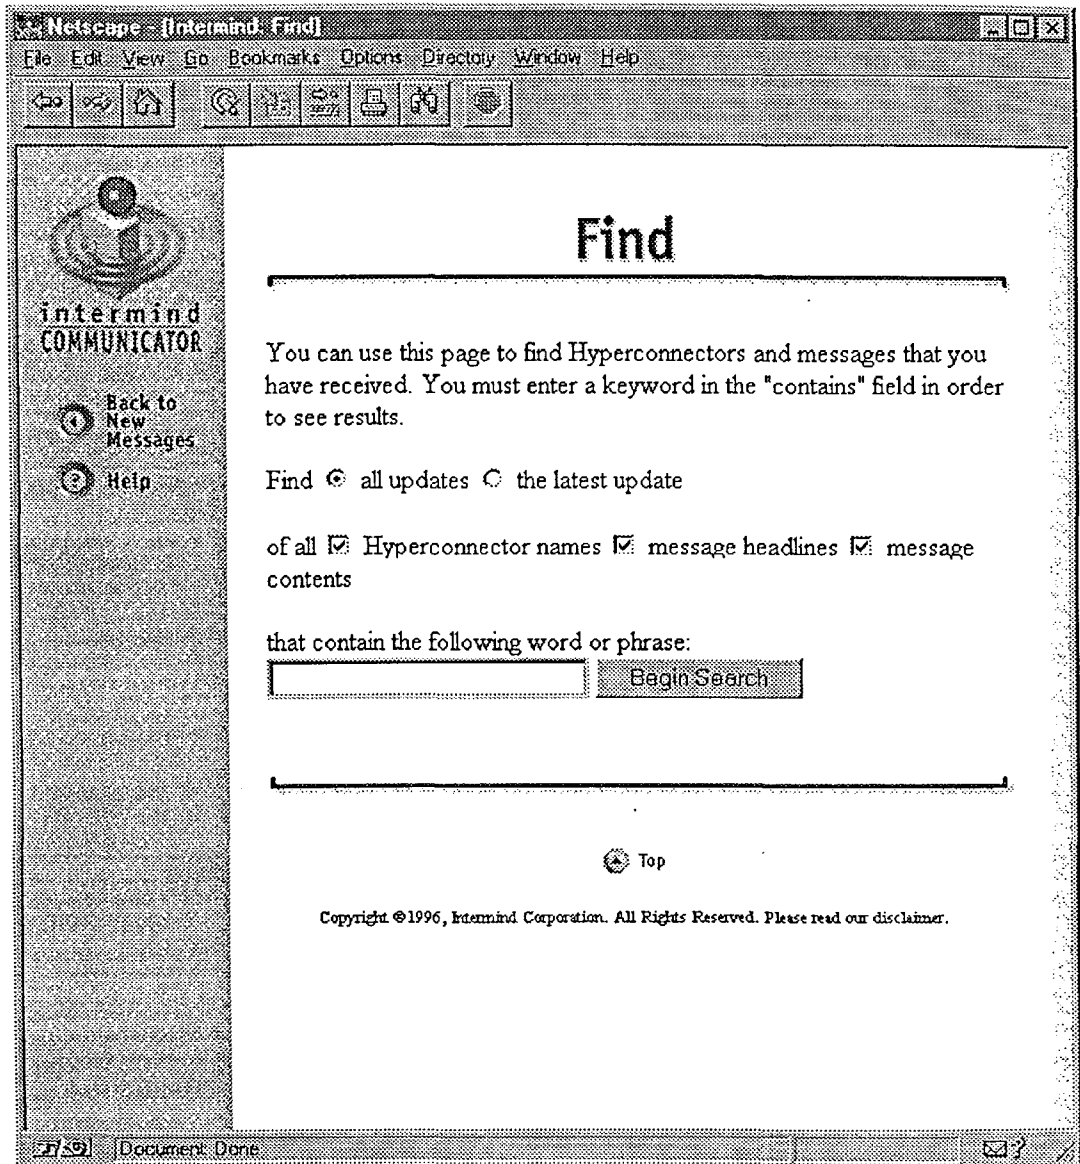 Netscape - [Intermind: Find]
File Edit View Go Bookmarks Options Directory Window Help
intermind
COMMUNICATOR
Back to
New
Messages
Help
Find
You can use this page to find Hyperconnectors and messages that you
have received. You must enter a keyword in the "contains" field in order
to see results.
Find all updates the latest update
of all Hyperconnector names message headlines message
contents
that contain the following word or phrase:
Begin Search
Top
Copyright ©1996, Intermind Corporation. All Rights Reserved. Please read our disclaimer.
Document: Done